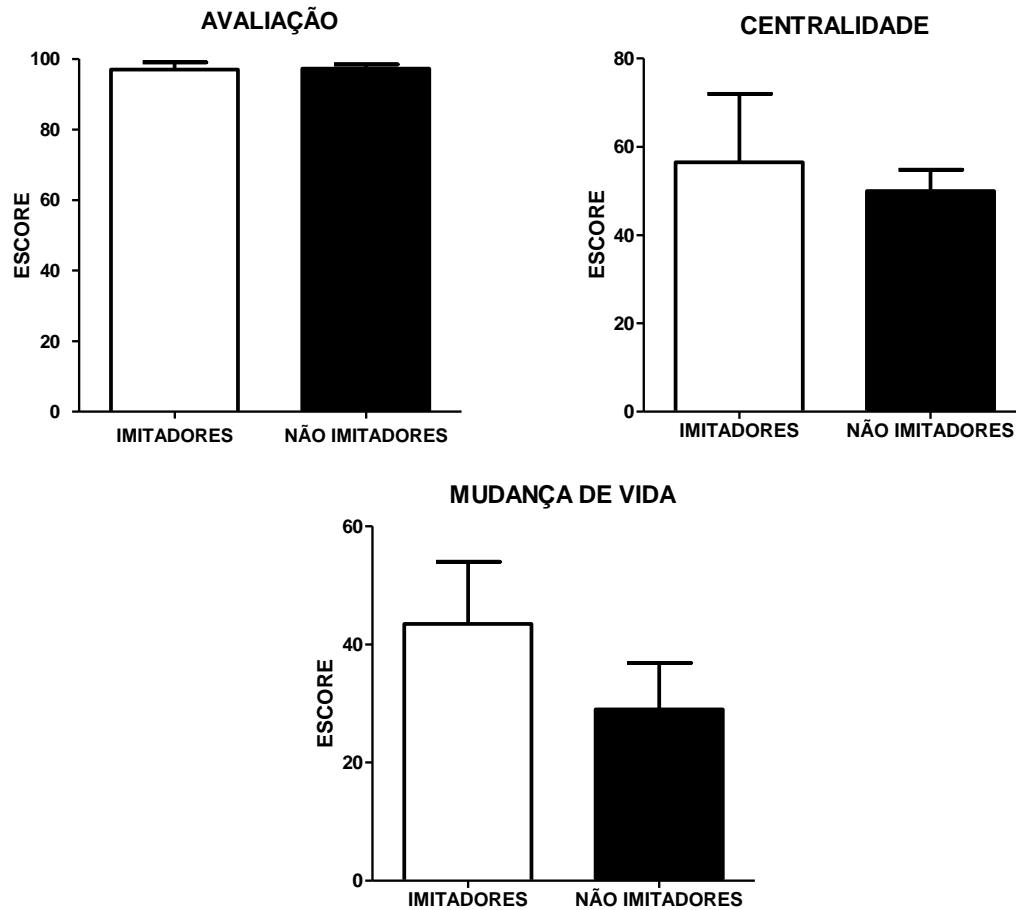 AVALIAÇÃO
100
80
60
40
20
0
ESCORE
IMITADORES NÃO IMITADORES
CENTRALIDADE
80
60
40
20
0
ESCORE
IMITADORES NÃO IMITADORES
MUDANÇA DE VIDA
60
40
20
0
ESCORE
IMITADORES NÃO IMITADORES